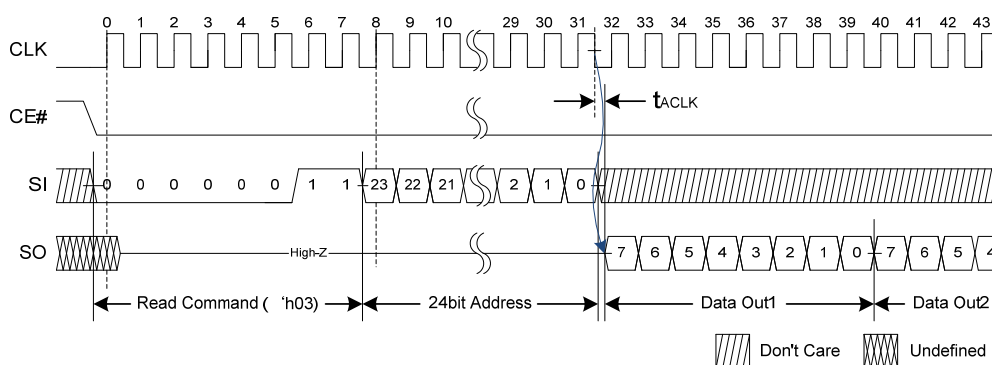 0 1 2 3 4 5 6 7 8 9 10 29 30 31 32 33 34 35 36 37 38 39 40 41 42 43
CLK
CE#
tACLK
SI 0 0 0 0 0 0 1 1 23 22 21 2 1 0
SO High-Z 7 6 5 4 3 2 1 0 7 6 5 4
Read Command ( ‘h03) 24bit Address Data Out1 Data Out2
Don't Care Undefined